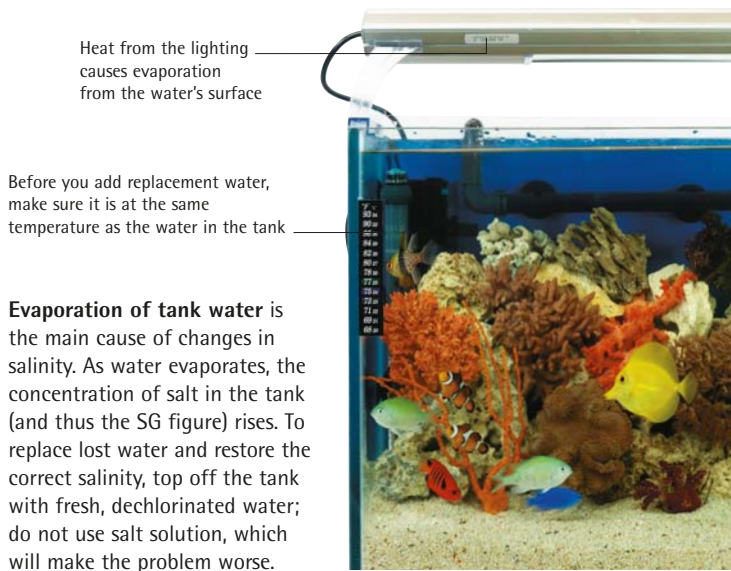 Heat from the lighting
causes evaporation
from the water's surface
Before you add replacement water,
make sure it is at the same
temperature as the water in the tank
Evaporation of tank water is
the main cause of changes in
salinity. As water evaporates, the
concentration of salt in the tank
(and thus the SG figure) rises. To
replace lost water and restore the
correct salinity, top off the tank
with fresh, dechlorinated water;
do not use salt solution, which
will make the problem worse.